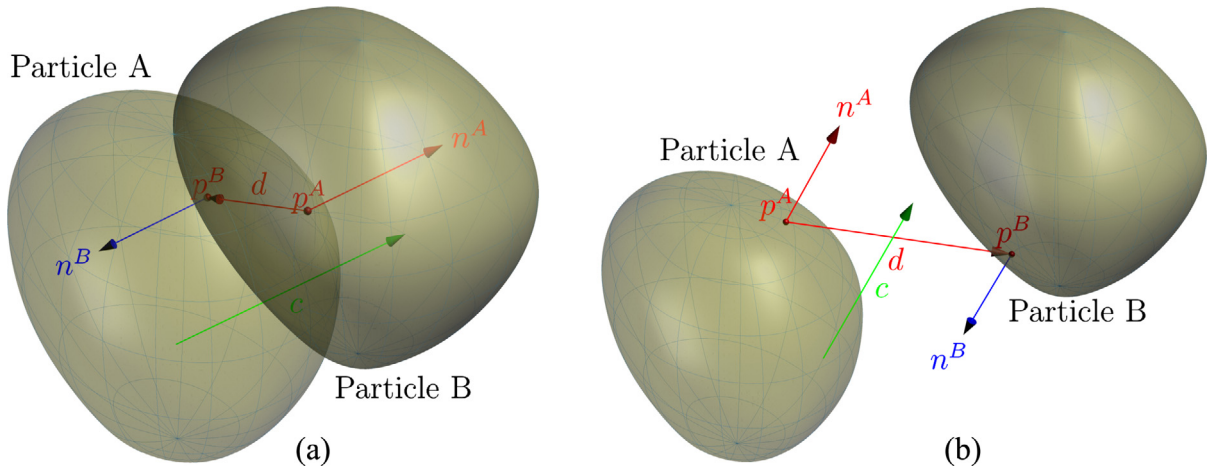 Particle A
n^A
p^B
d
p^A
n^B
c
Particle B
(a)
n^A
Particle A
p^A
p^B
d
c
Particle B
n^B
(b)